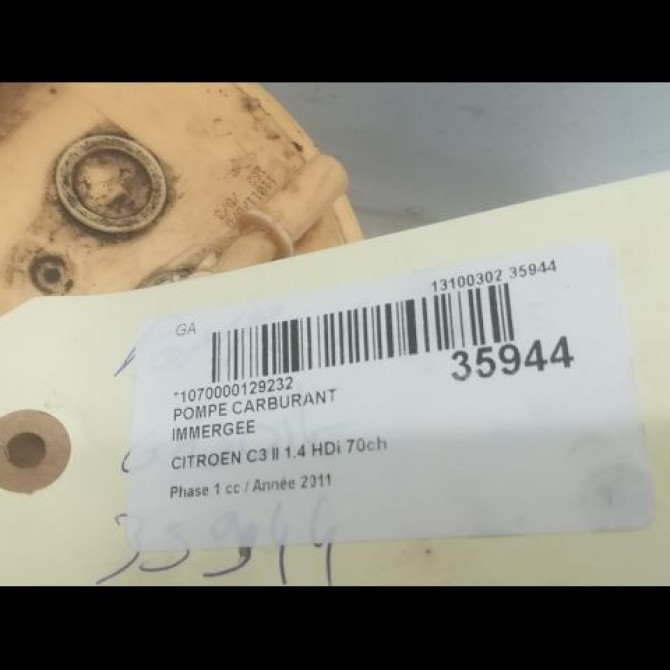 13100302 35944
GA
35944
*1070000129232
POMPE CARBURANT
IMMERGEE
CITROEN C3 II 1.4 HDi 70ch
Phase 1 cc / Année 2011
35944